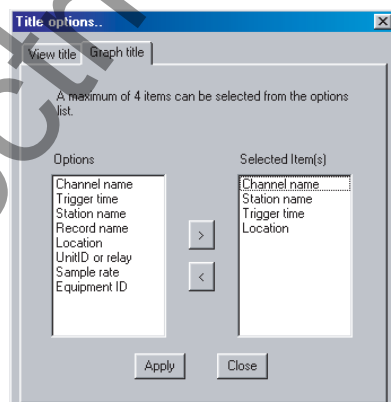 Title options..
View title
Graph title
A maximum of 4 items can be selected from the options
list.
Options
Selected Item(s)
Channel name
Trigger time
Station name
Record name
Location
UnitID or relay
Sample rate
Equipment ID
>
<
Channel name
Station name
Trigger time
Location
Apply
Close